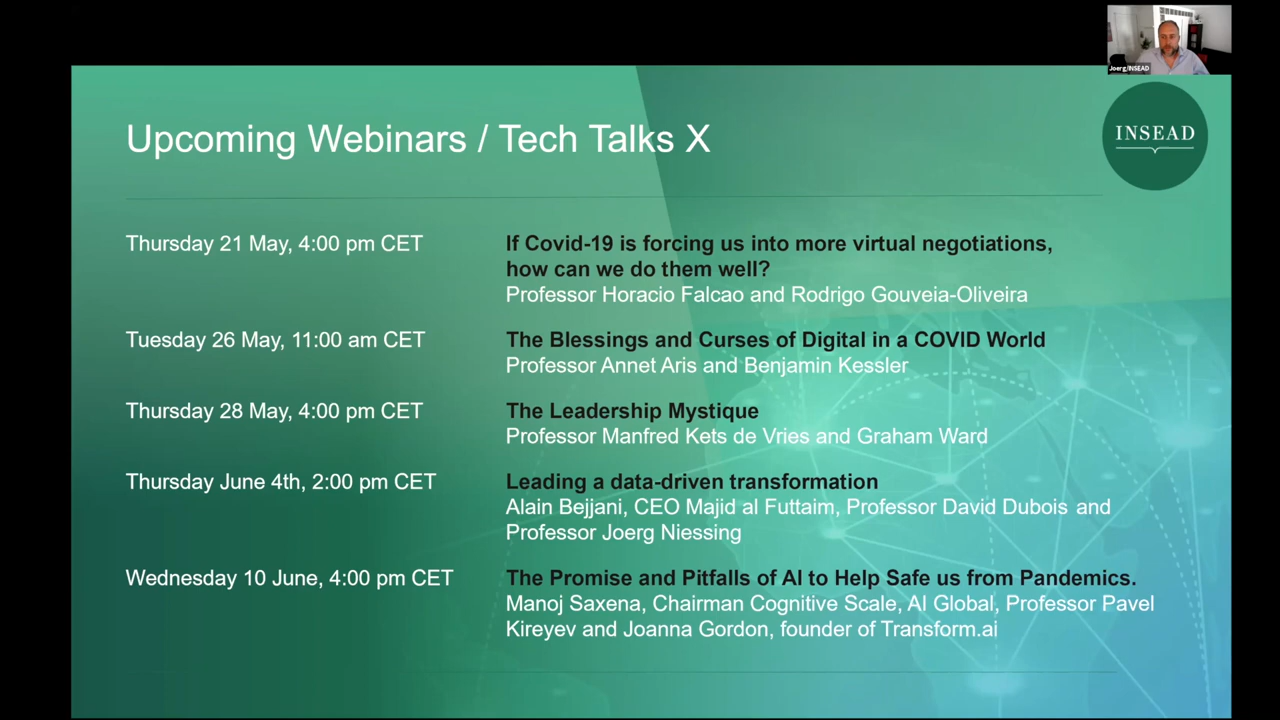 Joerg/INSEAD
Upcoming Webinars / Tech Talks X
INSEAD
Thursday 21 May, 4:00 pm CET
If Covid-19 is forcing us into more virtual negotiations,
how can we do them well?
Professor Horacio Falcao and Rodrigo Gouveia-Oliveira
Tuesday 26 May, 11:00 am CET
The Blessings and Curses of Digital in a COVID World
Professor Annet Aris and Benjamin Kessler
Thursday 28 May, 4:00 pm CET
The Leadership Mystique
Professor Manfred Kets de Vries and Graham Ward
Thursday June 4th, 2:00 pm CET
Leading a data-driven transformation
Alain Bejjani, CEO Majid al Futtaim, Professor David Dubois and
Professor Joerg Niessing
Wednesday 10 June, 4:00 pm CET
The Promise and Pitfalls of AI to Help Safe us from Pandemics.
Manoj Saxena, Chairman Cognitive Scale, AI Global, Professor Pavel
Kireyev and Joanna Gordon, founder of Transform.ai